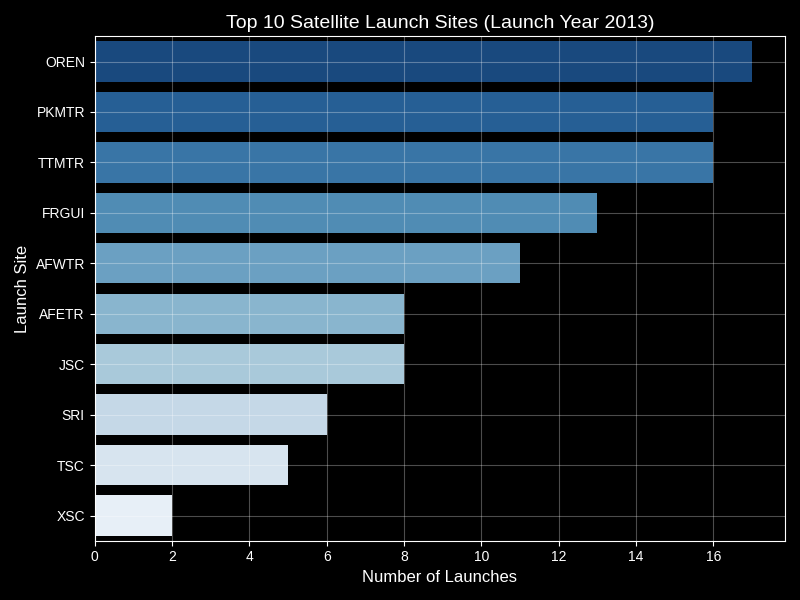 Top 10 Satellite Launch Sites (Launch Year 2013)
Launch Site
OREN
PKMTR
TTMTR
FRGUI
AFWTR
AFETR
JSC
SRI
TSC
XSC
0 2 4 6 8 10 12 14 16
Number of Launches